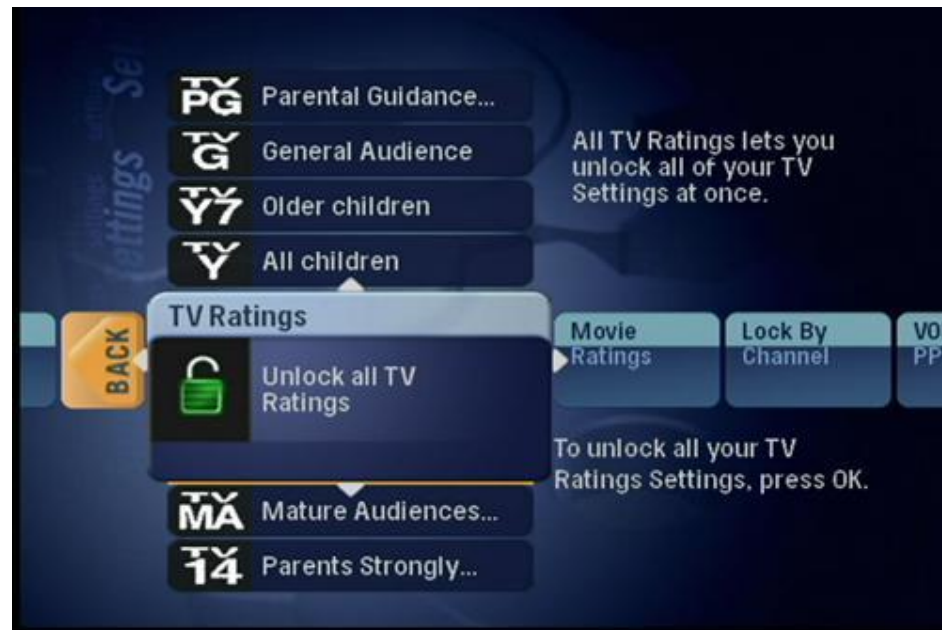 Settings
TV PG Parental Guidance...
TV G General Audience
TV Y7 Older children
TV Y All children
All TV Ratings lets you
unlock all of your TV
Settings at once.
BACK
TV Ratings
Unlock all TV
Ratings
Movie
Ratings
Lock By
Channel
VO
PP
To unlock all your TV
Ratings Settings, press OK.
TV MA Mature Audiences...
TV 14 Parents Strongly...